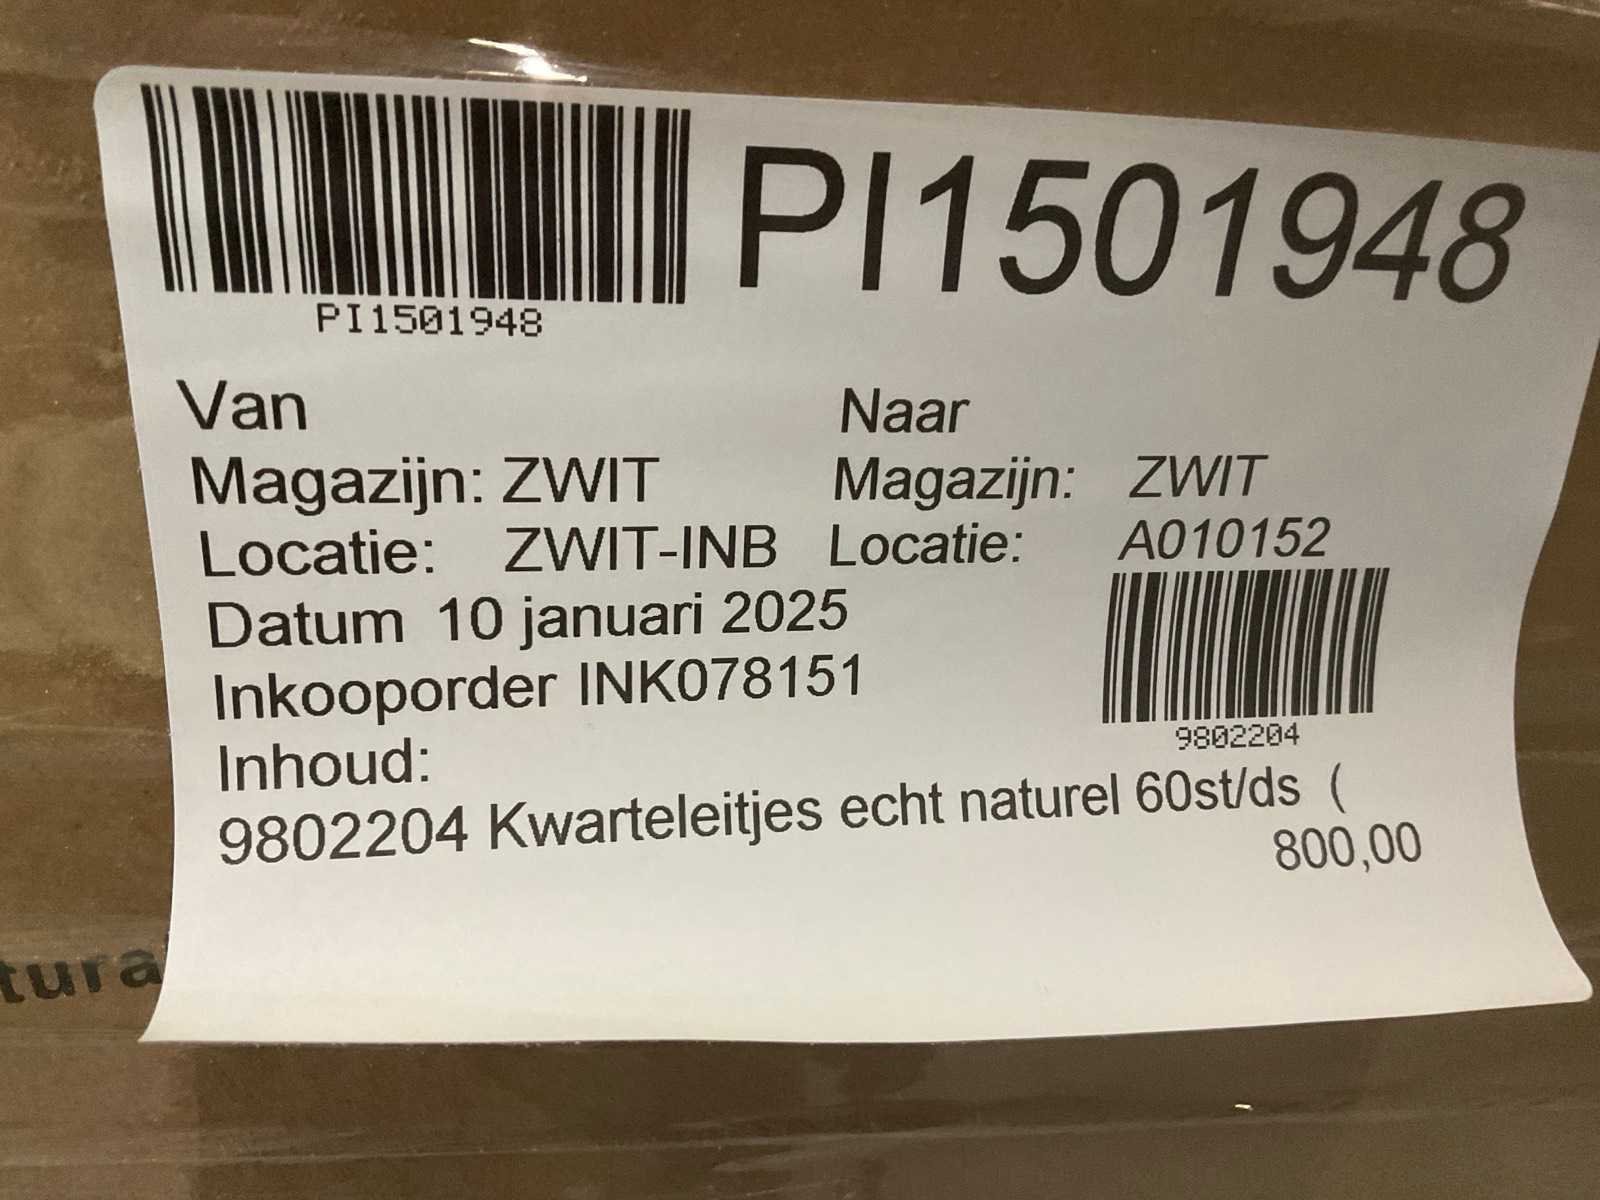 PI1501948
PI1501948
Van
Naar
Magazijn: ZWIT
Magazijn: ZWIT
Locatie: ZWIT-INB
Locatie: A010152
Datum 10 januari 2025
Inkooporder INK078151
9802204
Inhoud:
9802204 Kwarteleitjes echt naturel 60st/ds (
800,00
tura